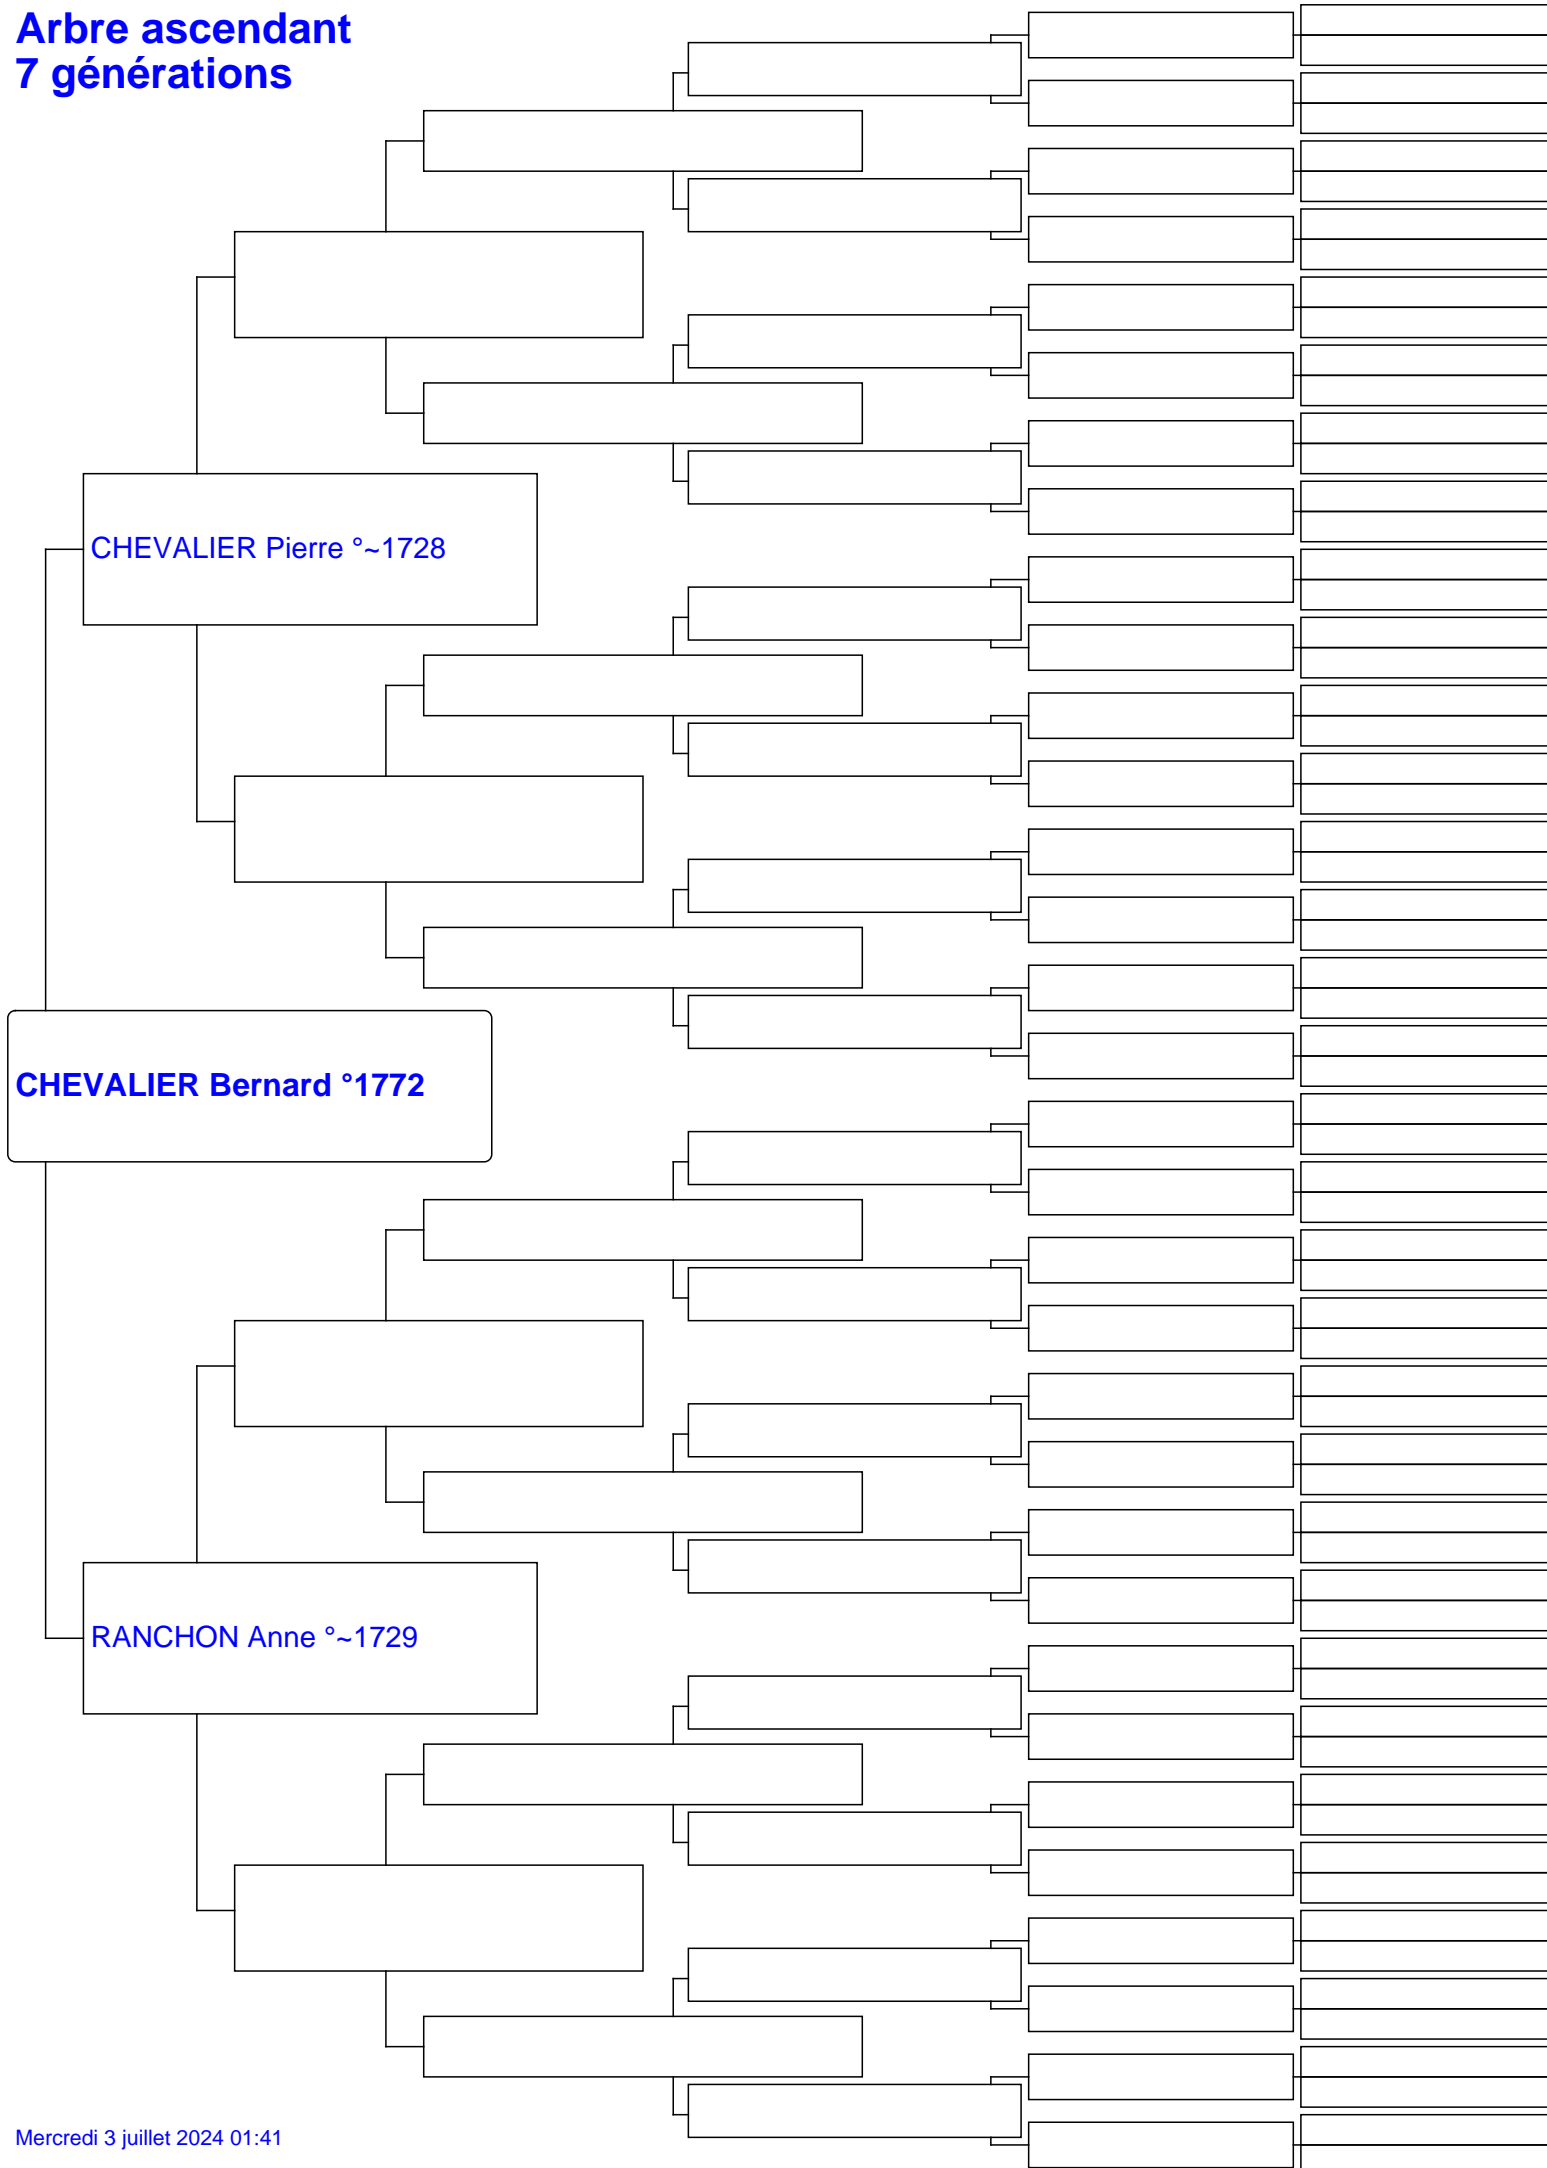 Arbre ascendant
7 générations
CHEVALIER Pierre °~1728
CHEVALIER Bernard °1772
RANCHON Anne °~1729
Mercredi 3 juillet 2024 01:41